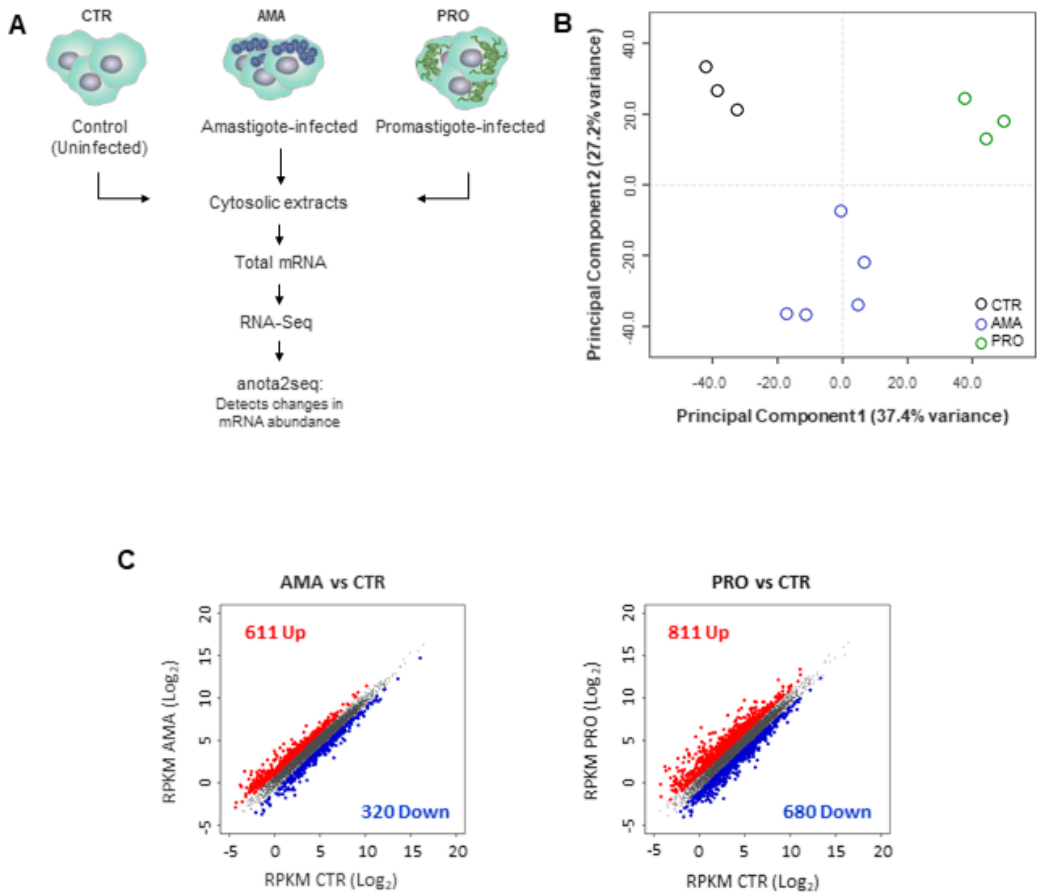 A
CTR
AMA
PRO
Control
(Uninfected)
Amastigote-infected
Promastigote-infected
Cytosolic extracts
Total mRNA
RNA-Seq
anota2seq:
Detects changes in
mRNA abundance
B
Principal Component 2 (27.2% variance)
40.0
20.0
0.0
-20.0
-40.0
CTR
AMA
PRO
-40.0
-20.0
0.0
20.0
40.0
Principal Component 1 (37.4% variance)
C
AMA vs CTR
RPKM AMA (Log₂)
20
15
10
5
0
-5
611 Up
320 Down
-5
0
5
10
15
20
RPKM CTR (Log₂)
PRO vs CTR
RPKM PRO (Log₂)
20
15
10
5
0
-5
811 Up
680 Down
-5
0
5
10
15
20
RPKM CTR (Log₂)